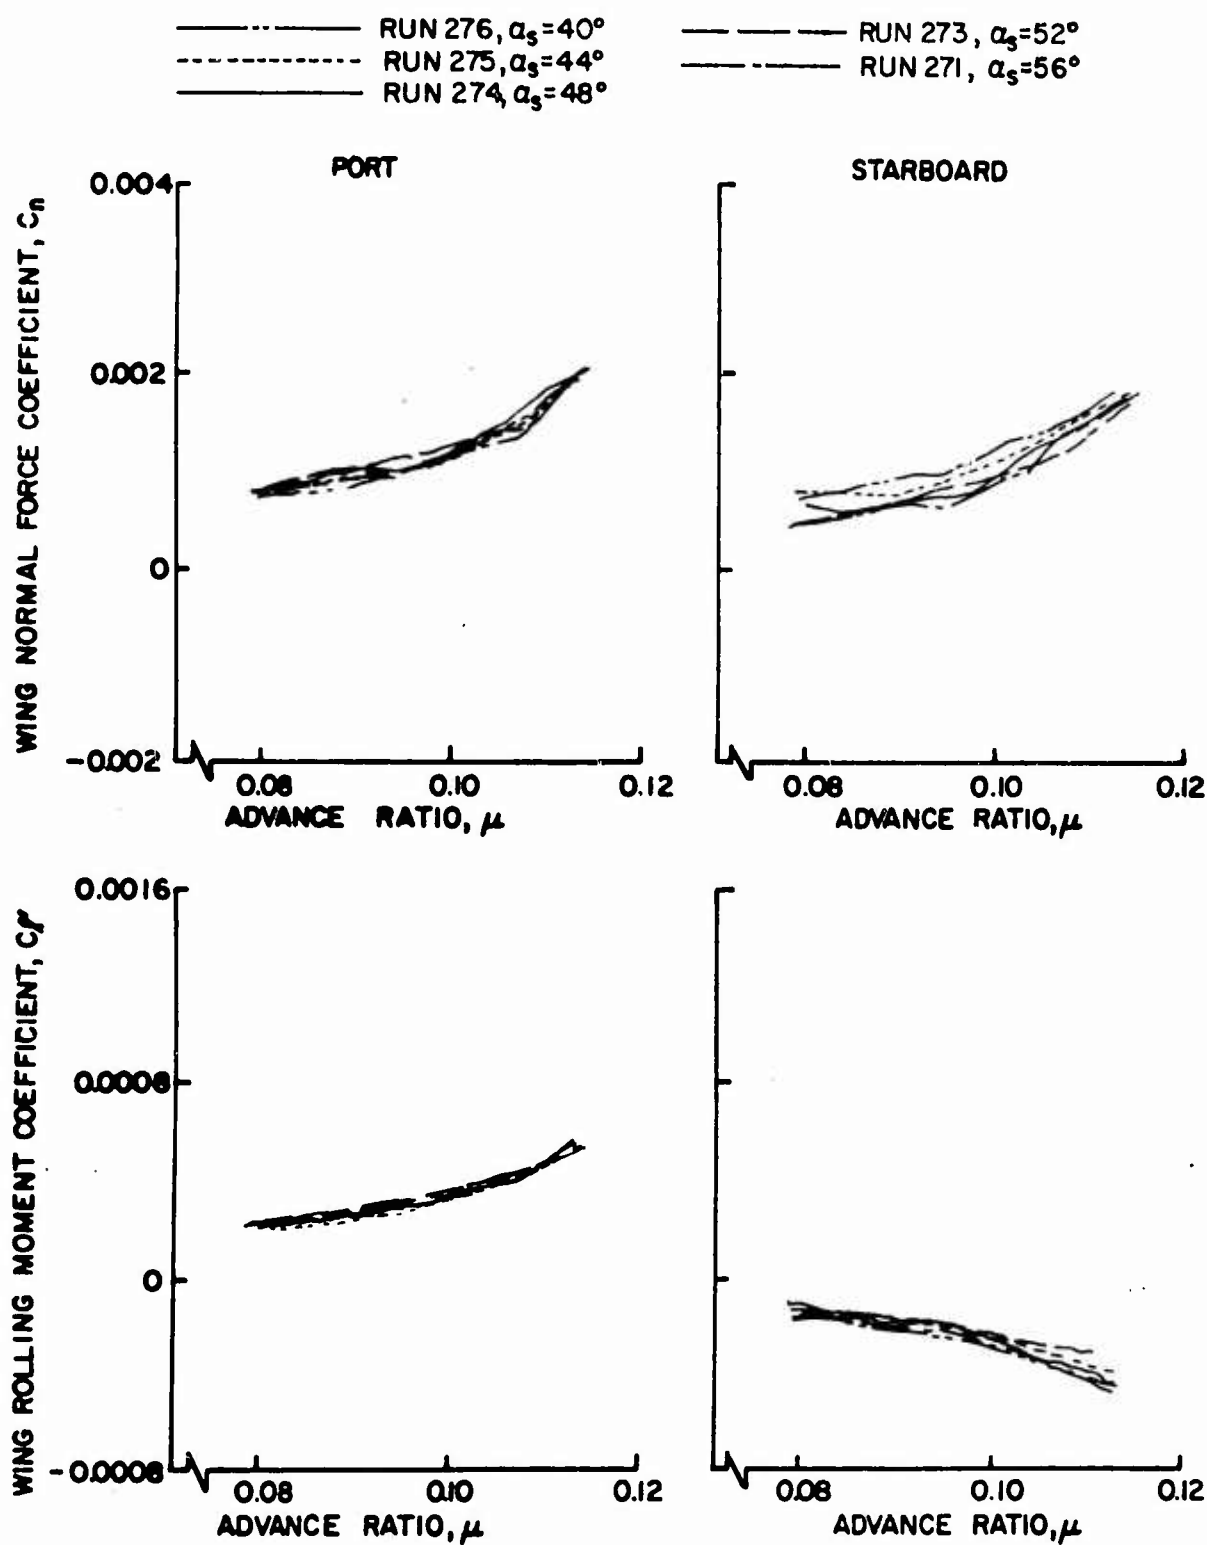 RUN 276, αs=40°
RUN 275, αs=44°
RUN 274, αs=48°
RUN 273, αs=52°
RUN 271, αs=56°
PORT
STARBOARD
WING NORMAL FORCE COEFFICIENT, Cn
0.004
0.002
0
-0.002
0.08 0.10 0.12
ADVANCE RATIO, μ
0.08 0.10 0.12
ADVANCE RATIO, μ
WING ROLLING MOMENT COEFFICIENT,
0.0016
0.0008
0
-0.0008
0.08 0.10 0.12
ADVANCE RATIO, μ
0.08 0.10 0.12
ADVANCE RATIO, μ